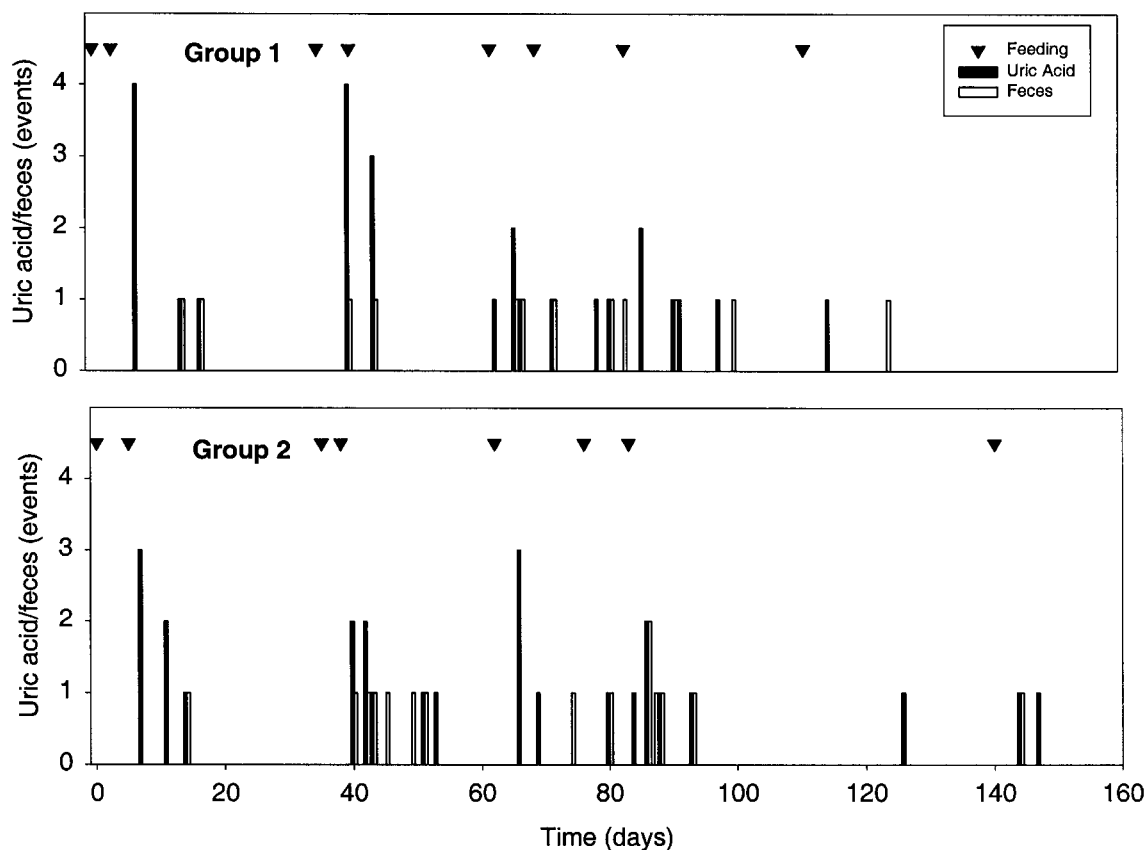 Group 1
Feeding
Uric Acid
Feces
Uric acid/feces (events)
4
3
2
1
0
Group 2
Uric acid/feces (events)
4
3
2
1
0
0 20 40 60 80 100 120 140 160
Time (days)